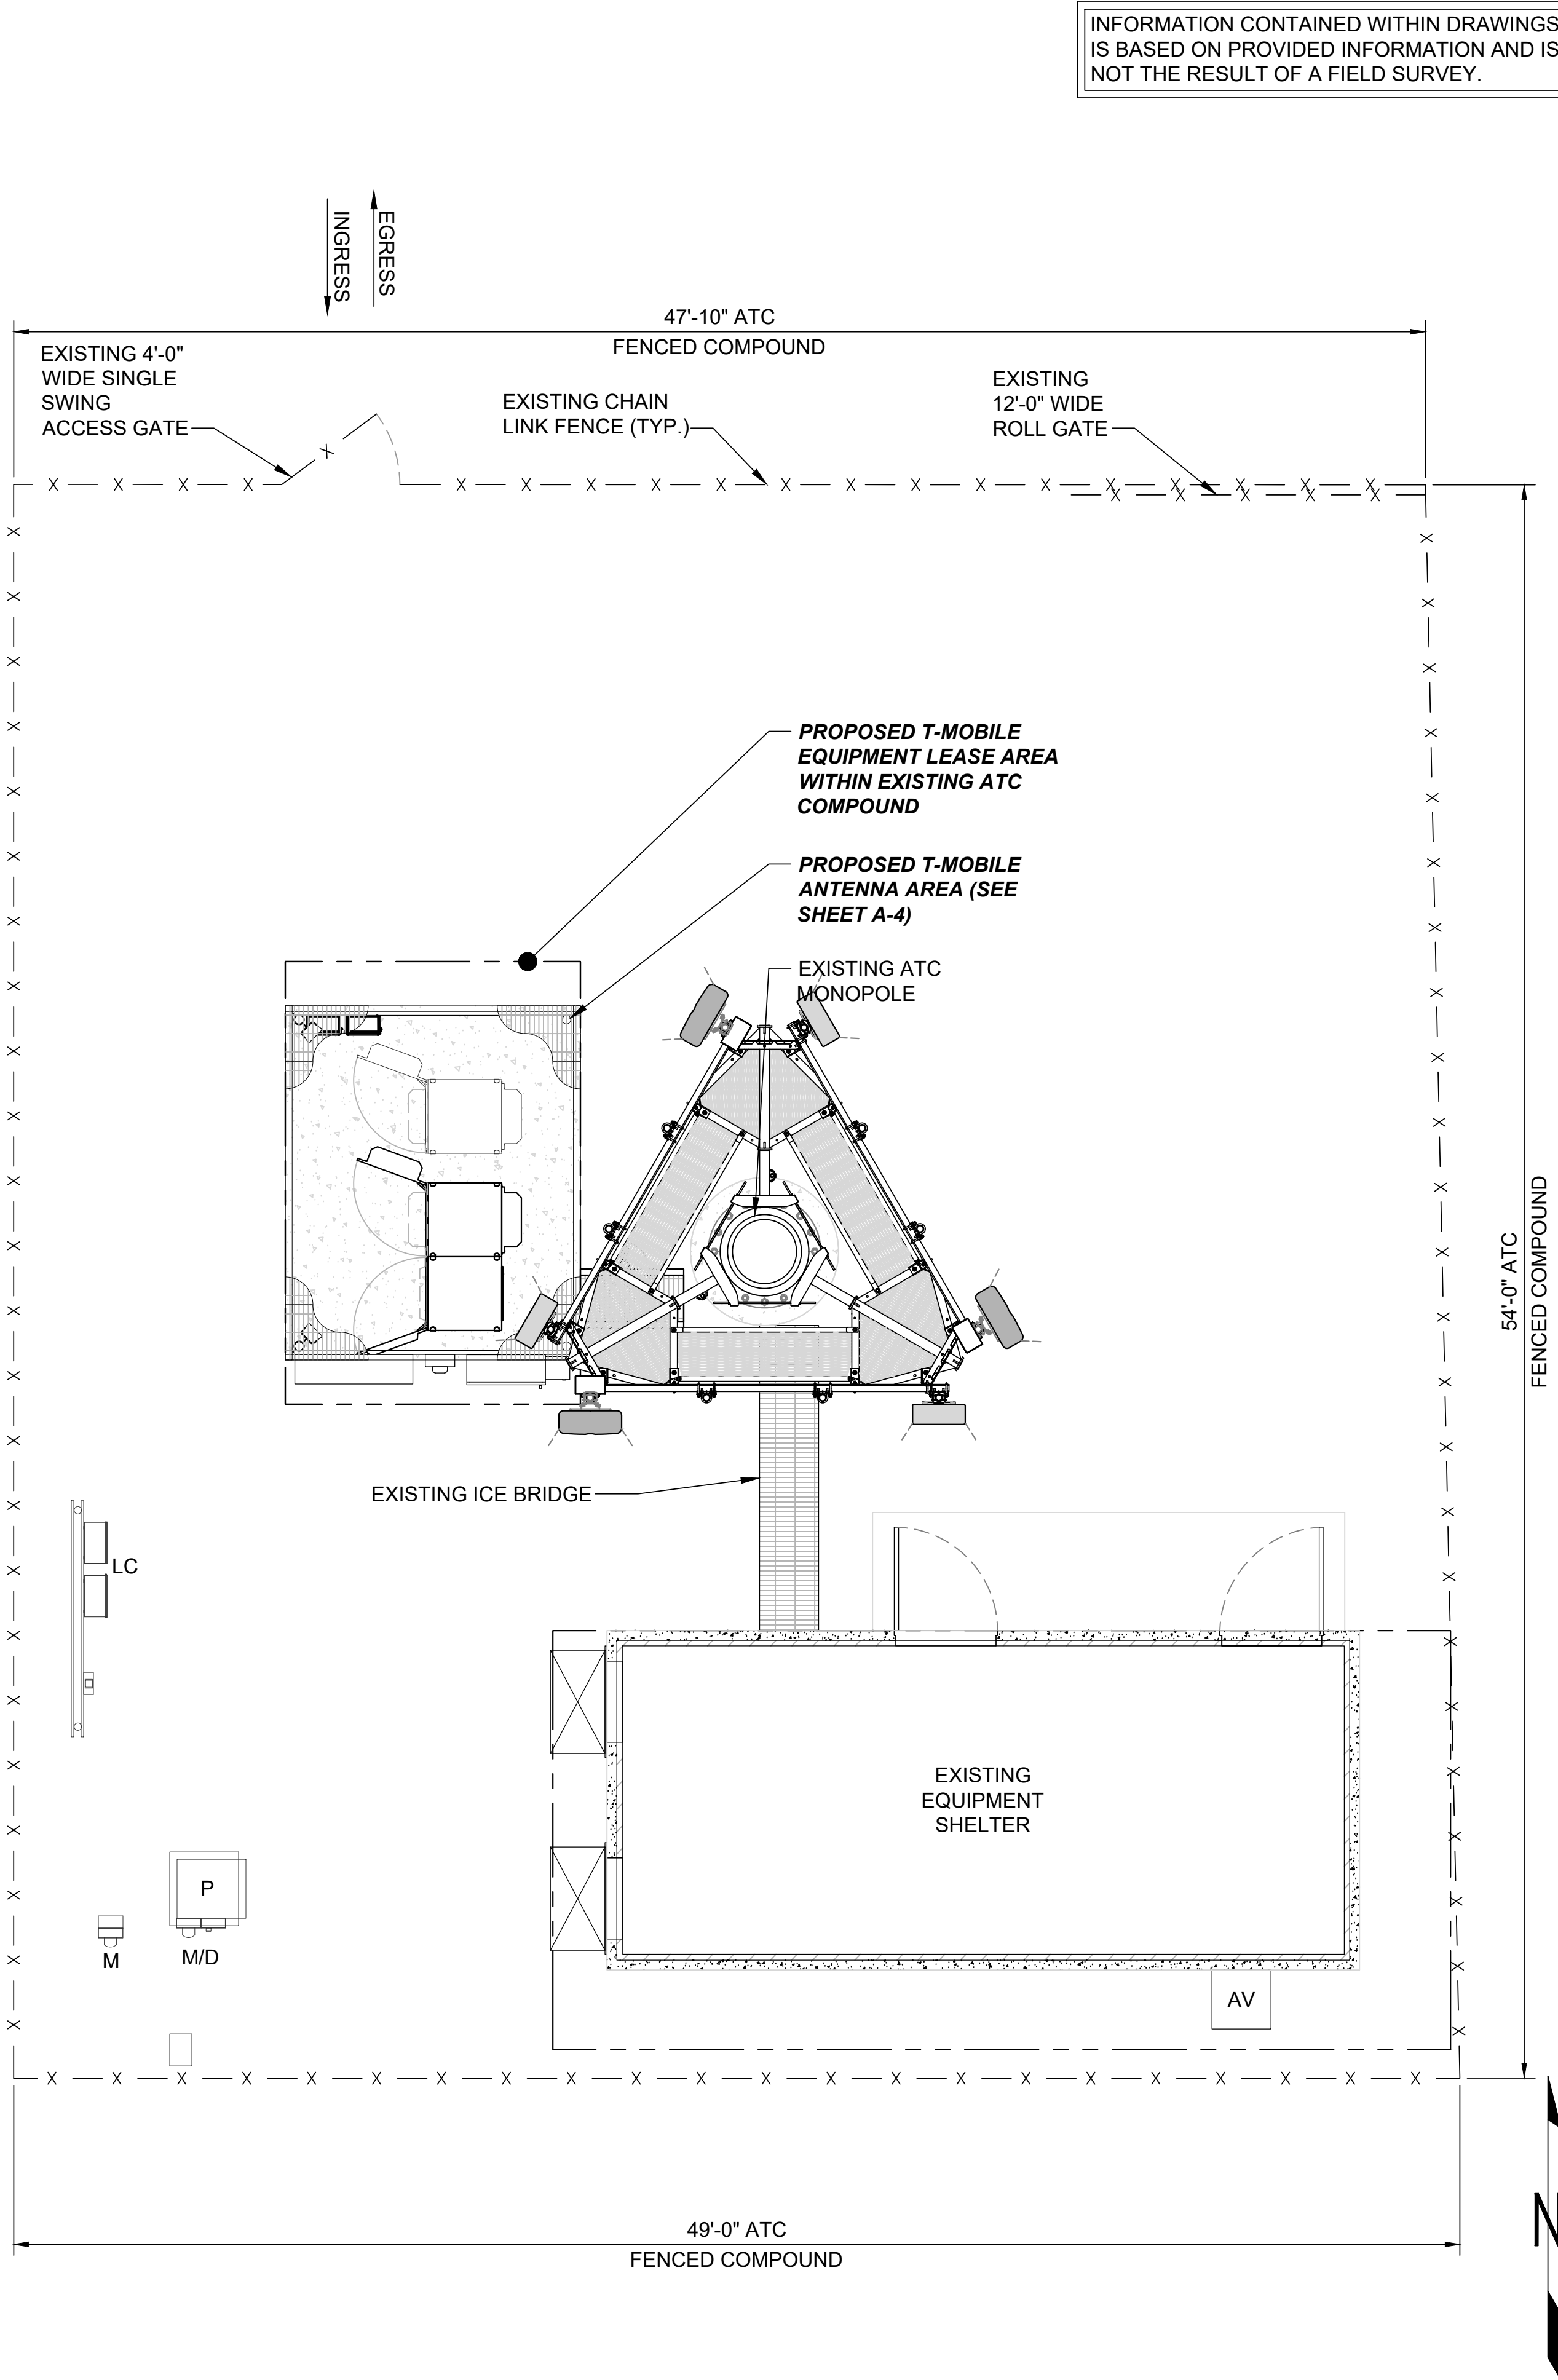 INFORMATION CONTAINED WITHIN DRAWINGS
IS BASED ON PROVIDED INFORMATION AND IS
NOT THE RESULT OF A FIELD SURVEY.
INGRESS
EGRESS
47'-10" ATC
FENCED COMPOUND
EXISTING 4'-0"
WIDE SINGLE
SWING
ACCESS GATE
EXISTING CHAIN
LINK FENCE (TYP.)
EXISTING
12'-0" WIDE
ROLL GATE
PROPOSED T-MOBILE
EQUIPMENT LEASE AREA
WITHIN EXISTING ATC
COMPOUND
PROPOSED T-MOBILE
ANTENNA AREA (SEE
SHEET A-4)
EXISTING ATC
MONOPOLE
54'-0" ATC
FENCED COMPOUND
EXISTING ICE BRIDGE
LC
EXISTING
EQUIPMENT
SHELTER
P
M
M/D
AV
49'-0" ATC
FENCED COMPOUND
N